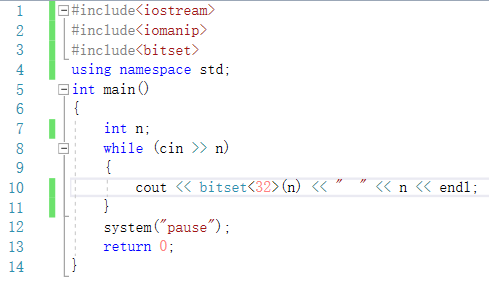 1 #include<iostream>
2 #include<iomanip>
3 #include<bitset>
4 using namespace std;
5 int main()
6 {
7 int n;
8 while (cin >> n)
9 {
10 cout << bitset<32>(n) << "  " << n << endl;
11 }
12 system("pause");
13 return 0;
14 }